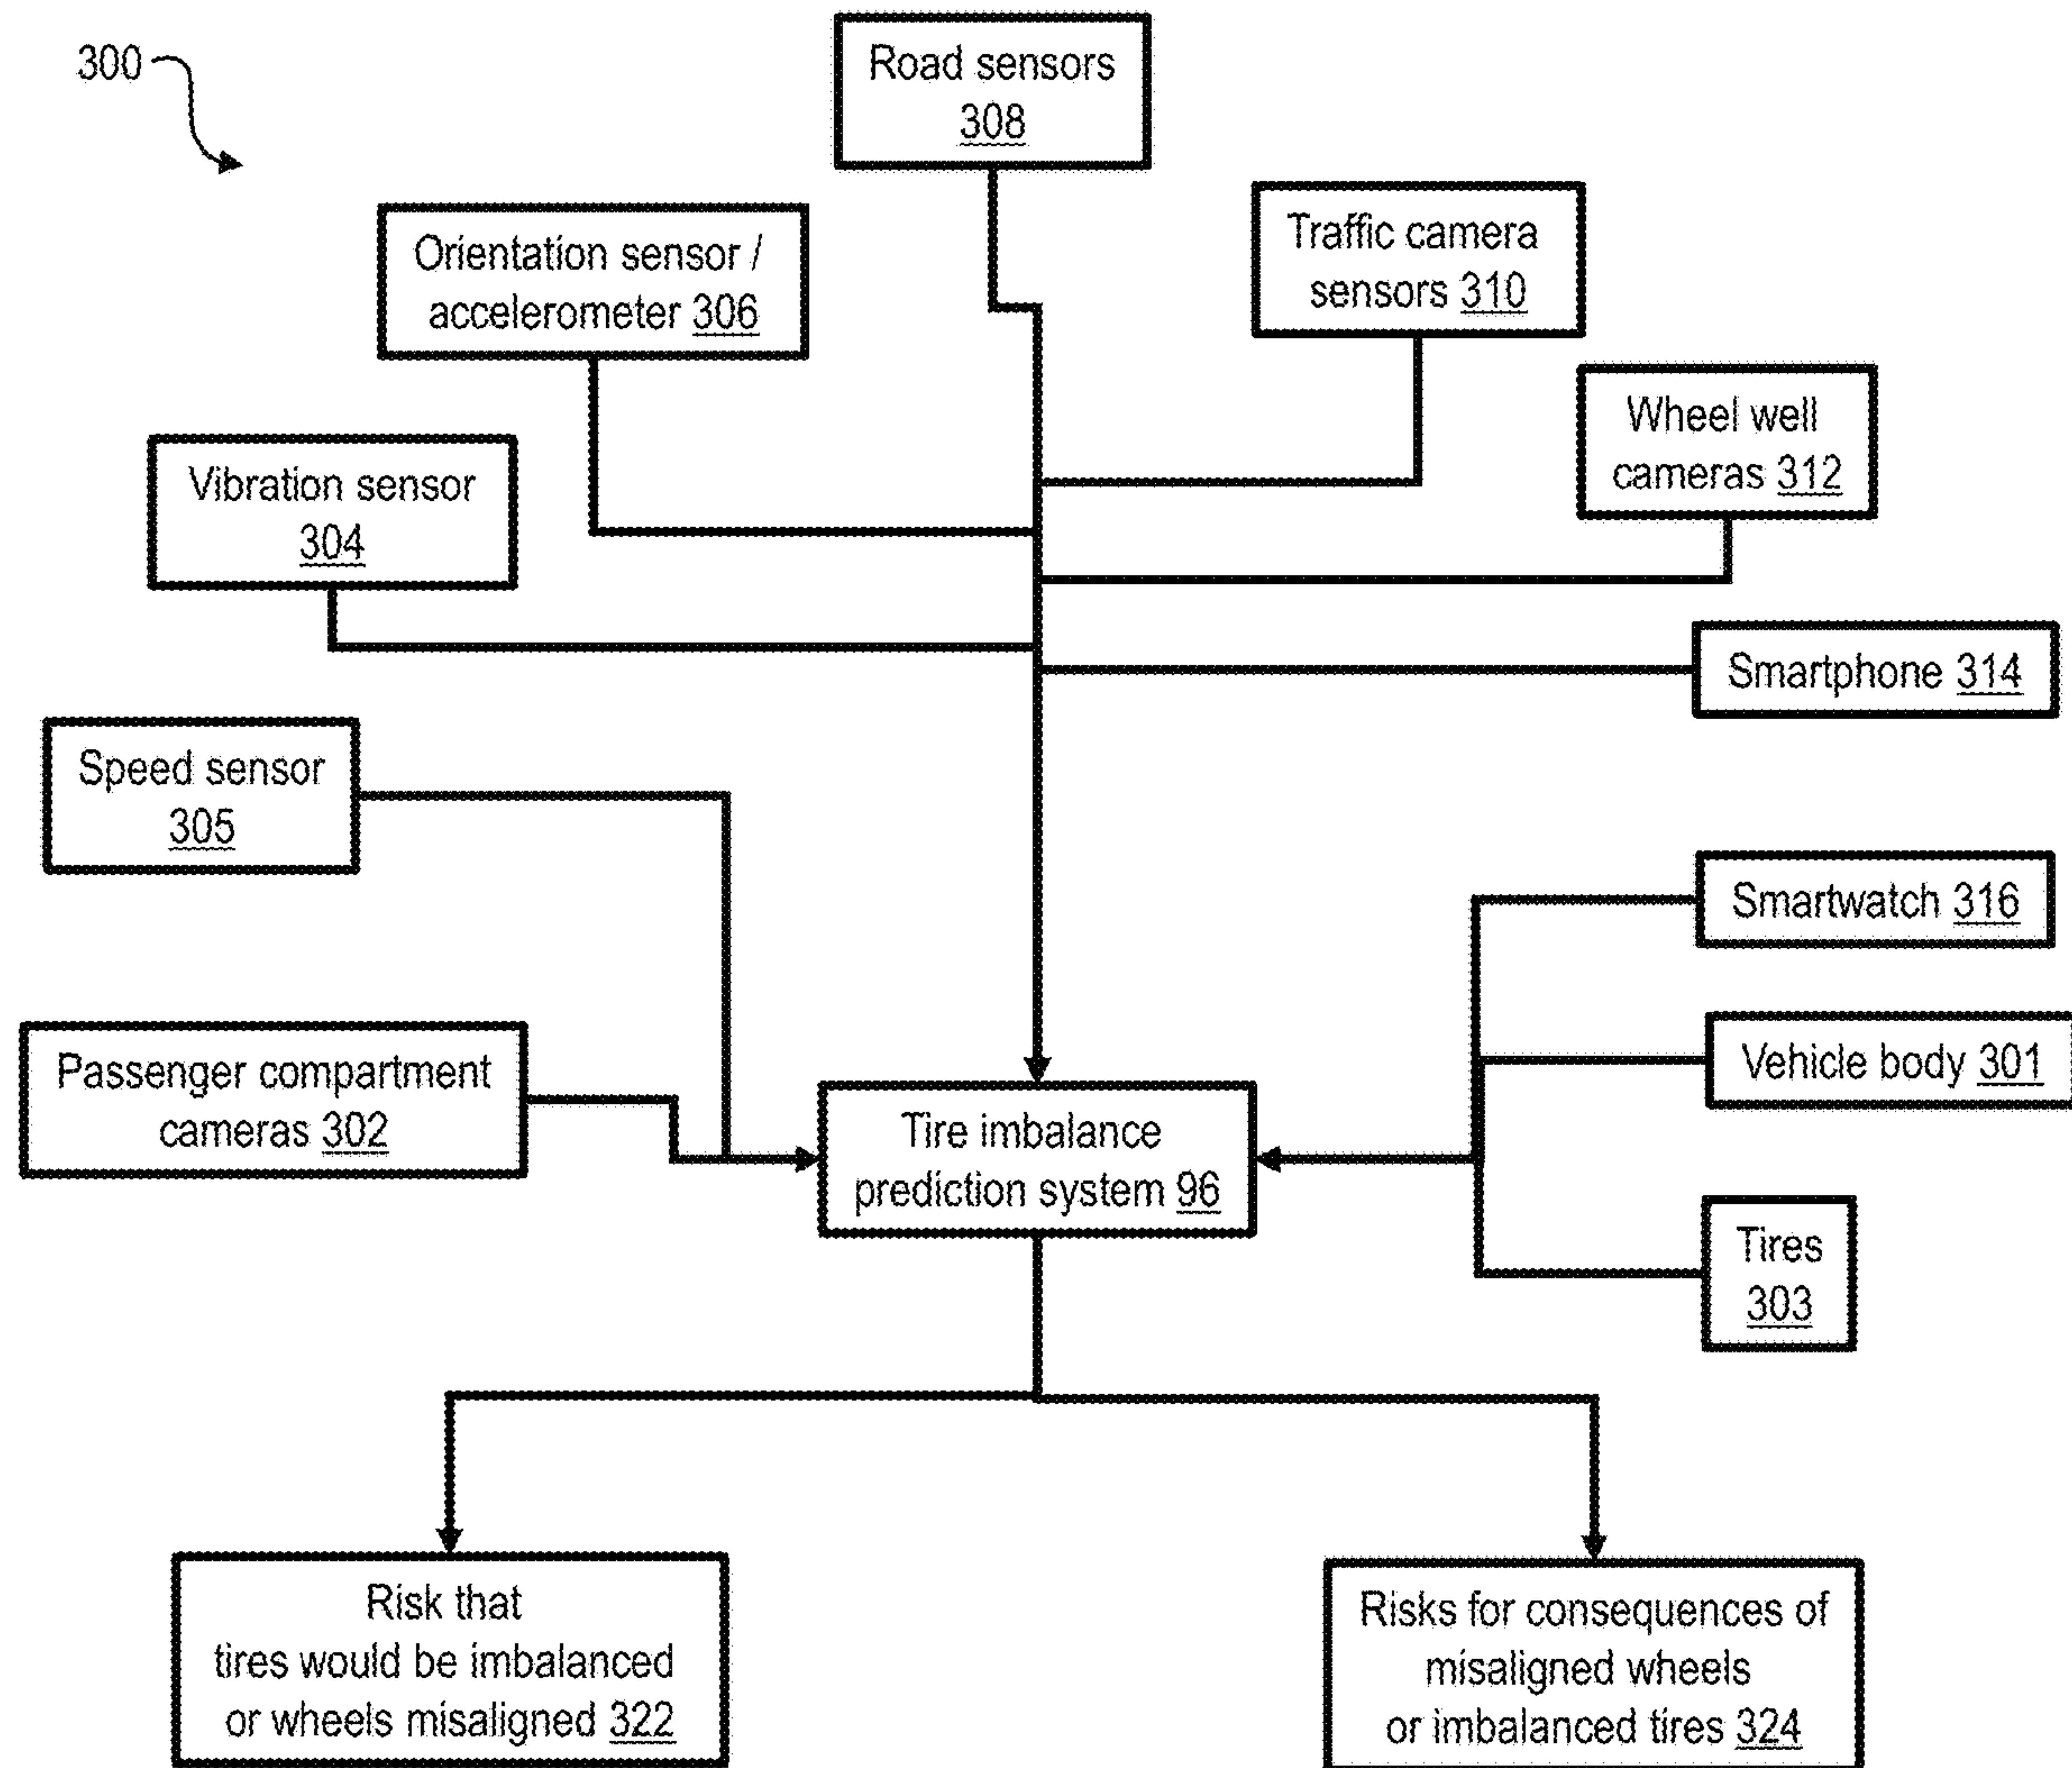 300
Road sensors
308
Orientation sensor /
accelerometer 306
Traffic camera
sensors 310
Wheel well
cameras 312
Vibration sensor
304
Smartphone 314
Speed sensor
305
Smartwatch 316
Passenger compartment
cameras 302
Vehicle body 301
Tire imbalance
prediction system 96
Tires
303
Risk that
tires would be imbalanced
or wheels misaligned 322
Risks for consequences of
misaligned wheels
or imbalanced tires 324